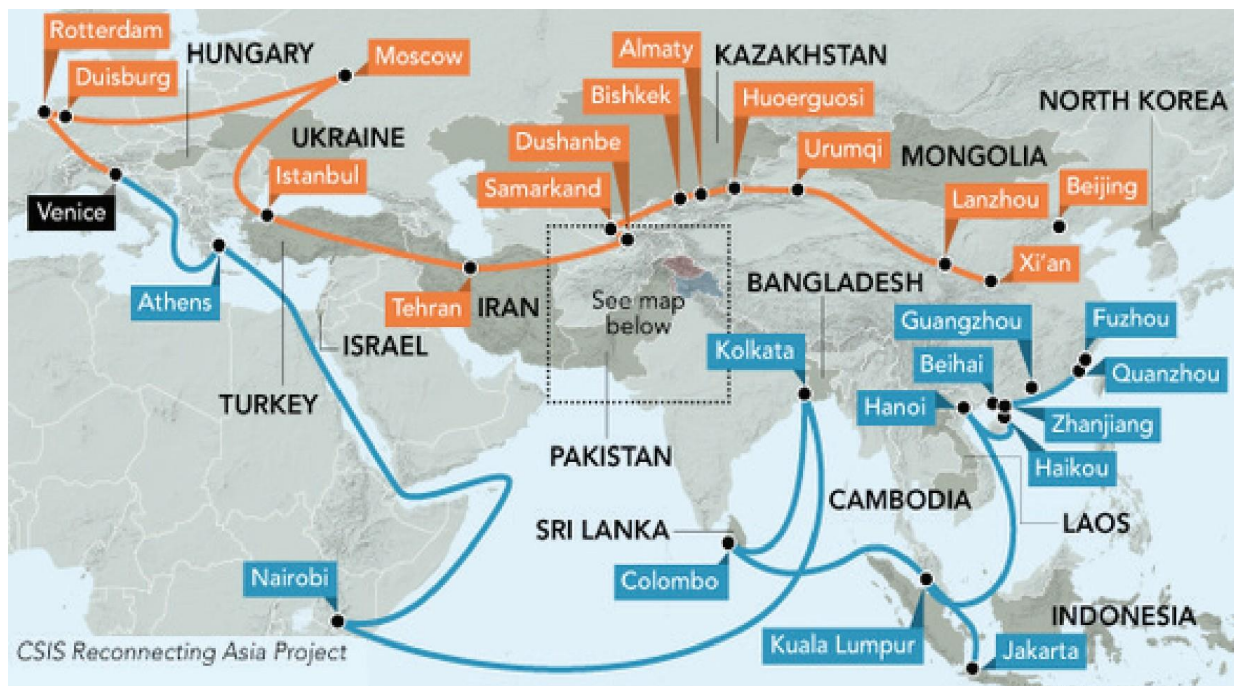 Rotterdam
HUNGARY
Moscow
Almaty
KAZAKHSTAN
Duisburg
Bishkek
Huoerguosi
NORTH KOREA
UKRAINE
Dushanbe
Urumqi
MONGOLIA
Istanbul
Samarkand
Lanzhou
Beijing
Venice
Xi'an
BANGLADESH
Athens
Tehran
IRAN
See map
below
Guangzhou
Fuzhou
ISRAEL
Kolkata
Beihai
Quanzhou
TURKEY
Hanoi
Zhanjiang
PAKISTAN
Haikou
CAMBODIA
SRI LANKA
LAOS
Nairobi
Colombo
INDONESIA
Kuala Lumpur
Jakarta
CSIS Reconnecting Asia Project